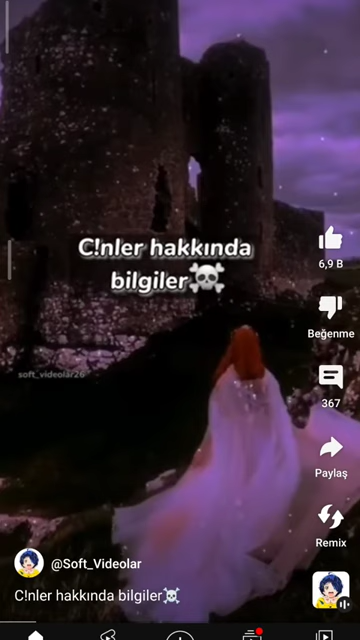 C!nler hakkında
bilgiler☠️
soft_videolar26
6,9 B
Beğenme
367
Paylaş
Remix
@Soft_Videolar
C!nler hakkında bilgiler☠️